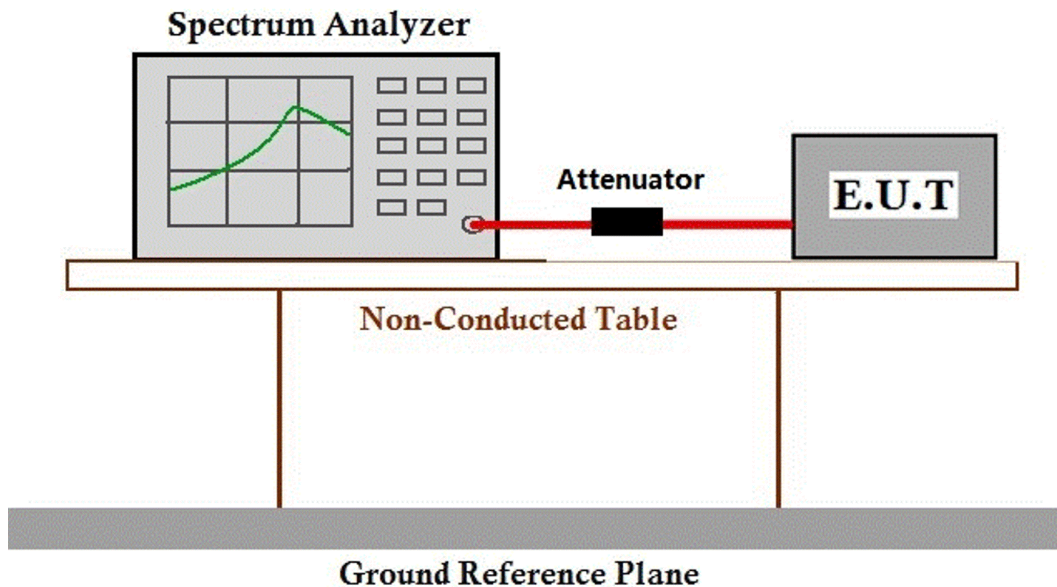 Spectrum Analyzer
Attenuator
E.U.T
Non-Conducted Table
Ground Reference Plane